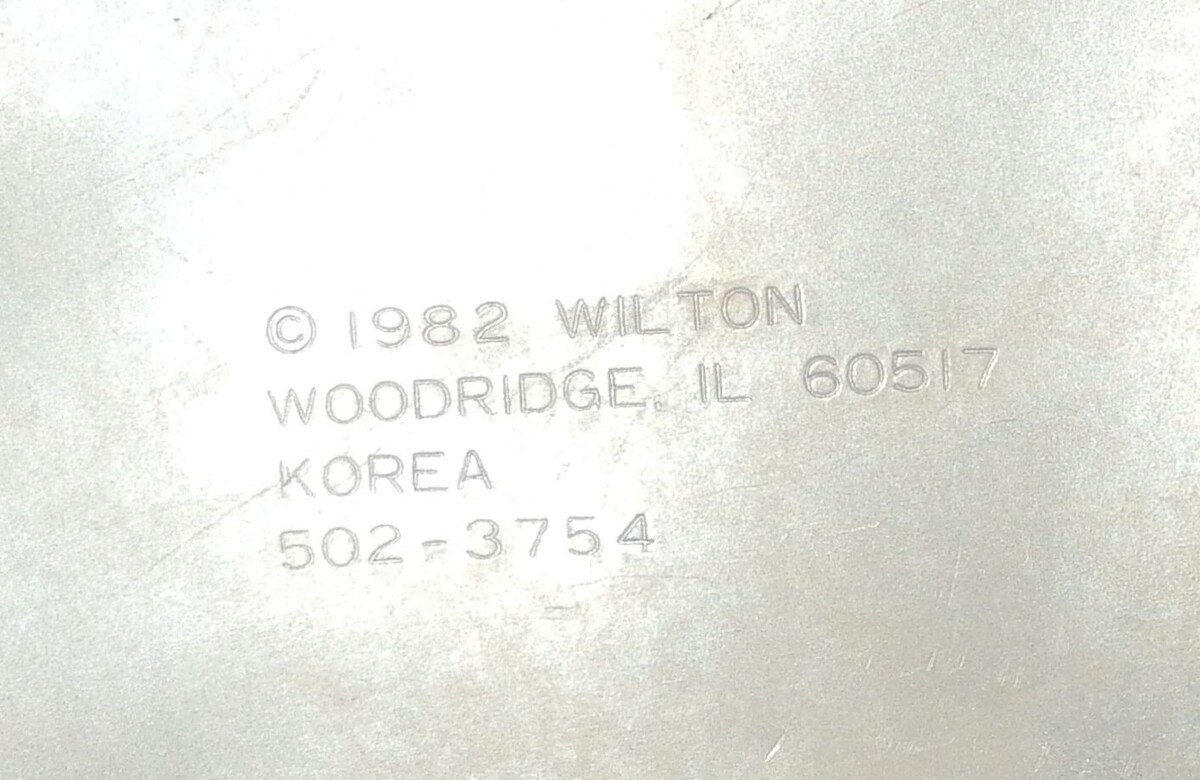 © 1982 WILTON
WOODRIDGE, IL 60517
KOREA
502-3754